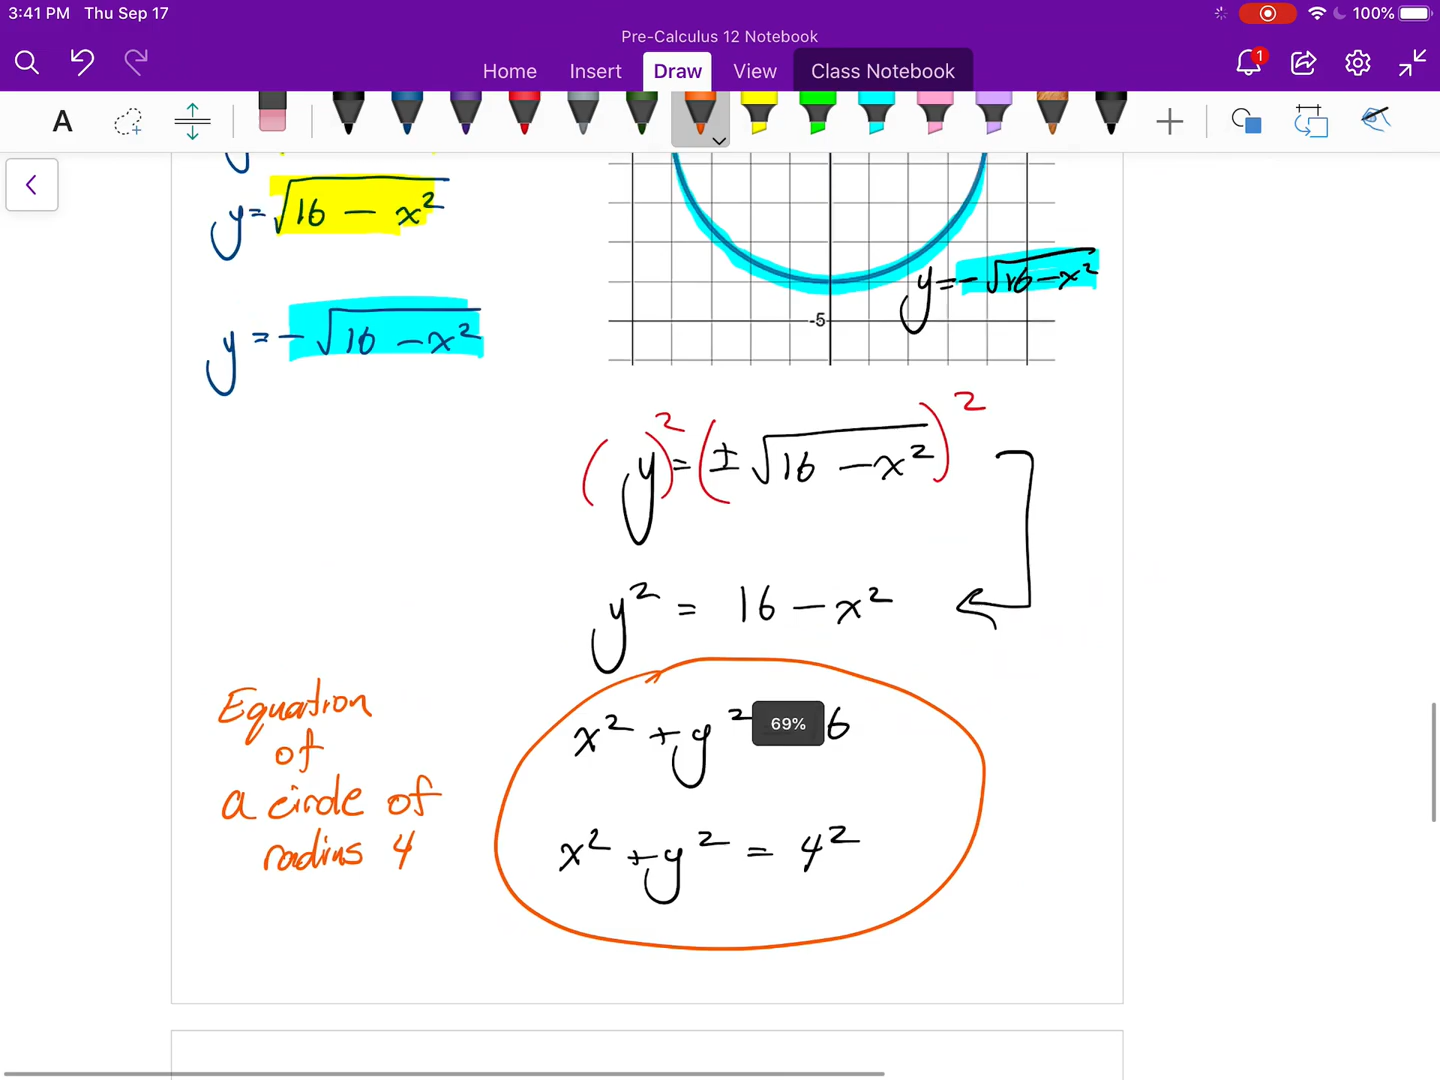 3:41 PM Thu Sep 17
100%
Pre-Calculus 12 Notebook
1
Home Insert Draw View Class Notebook
A
y = √(16 − x²)
y = −√(16 − x²)
-5
y = −√(16 − x²)
(y)² = (± √(16 − x²))²
y² = 16 − x²
Equation
of
a circle of
radius 4
x² + y² 6
69%
x² + y² = 4²